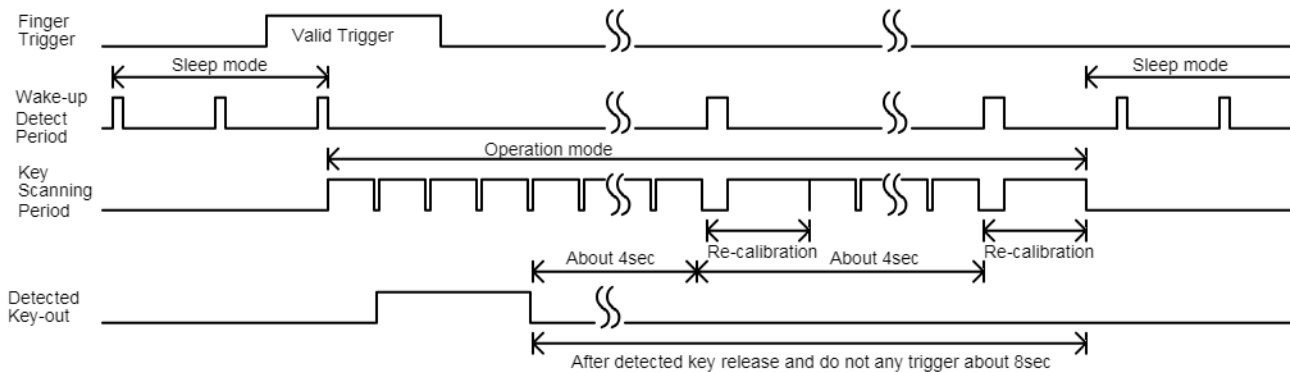 Finger
Trigger
Valid Trigger
Sleep mode
Sleep mode
Wake-up
Detect
Period
Operation mode
Key
Scanning
Period
Re-calibration
Re-calibration
About 4sec
About 4sec
Detected
Key-out
After detected key release and do not any trigger about 8sec